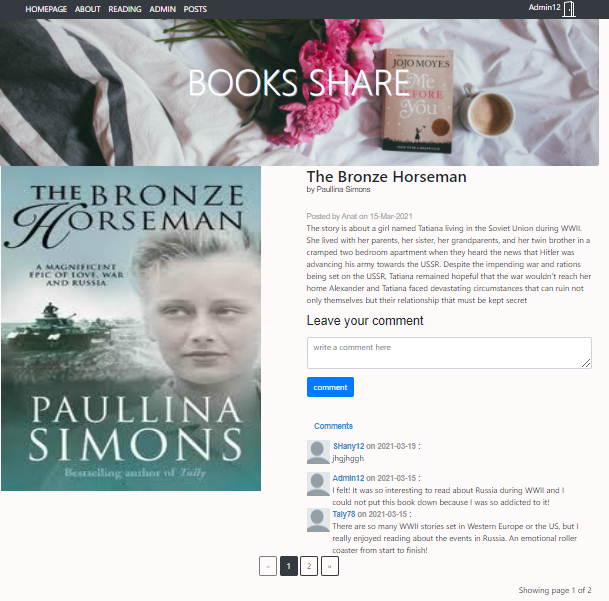 HOMEPAGE ABOUT READING ADMIN POSTS
Admin12
BOOKS SHARE
JOJO MOYES
Me
BEFORE
You
THE BRONZE
HORSEMAN
A MAGNIFICENT
EPIC OF LOVE, WAR
AND RUSSIA
PAULLINA
SIMONS
Bestselling author of Tully
The Bronze Horseman
by Paullina Simons
Posted by Anat on 15-Mar-2021
The story is about a girl named Tatiana living in the Soviet Union during WWII.
She lived with her parents, her sister, her grandparents, and her twin brother in a
cramped two bedroom apartment when they heard the news that Hitler was
advancing his army towards the USSR. Despite the impending war and rations
being set on the USSR, Tatiana remained hopeful that the war wouldn't reach her
home Alexander and Tatiana faced devastating circumstances that can ruin not
only themselves but their relationship that must be kept secret
Leave your comment
write a comment here
comment
Comments
SHany12 on 2021-03-19 :
jhgjhggh
Admin12 on 2021-03-15 :
I felt! It was so interesting to read about Russia during WWII and I
could not put this book down because I was so addicted to it!
Taly78 on 2021-03-15 :
There are so many WWII stories set in Western Europe or the US, but I
really enjoyed reading about the events in Russia. An emotional roller
coaster from start to finish!
« 1 2 »
Showing page 1 of 2